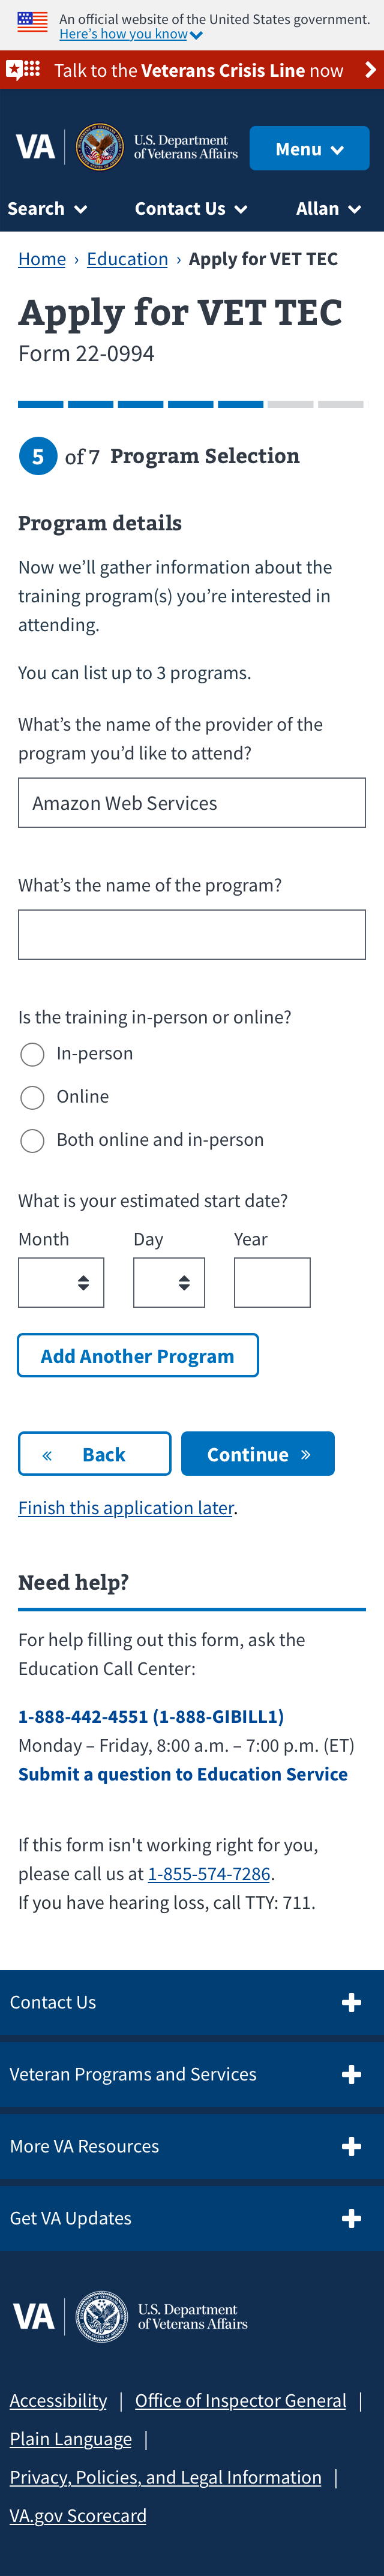 An official website of the United States government.
Here’s how you know
Talk to the Veterans Crisis Line now
VA
U.S. Department
of Veterans Affairs
Menu
Search
Contact Us
Allan
Home › Education › Apply for VET TEC
Apply for VET TEC
Form 22-0994
5 of 7 Program Selection
Program details
Now we’ll gather information about the
training program(s) you’re interested in
attending.
You can list up to 3 programs.
What’s the name of the provider of the
program you’d like to attend?
Amazon Web Services
What’s the name of the program?
Is the training in-person or online?
In-person
Online
Both online and in-person
What is your estimated start date?
Month Day Year
Add Another Program
« Back
Continue »
Finish this application later.
Need help?
For help filling out this form, ask the
Education Call Center:
1-888-442-4551 (1-888-GIBILL1)
Monday – Friday, 8:00 a.m. – 7:00 p.m. (ET)
Submit a question to Education Service
If this form isn't working right for you,
please call us at 1-855-574-7286.
If you have hearing loss, call TTY: 711.
Contact Us
Veteran Programs and Services
More VA Resources
Get VA Updates
VA
U.S. Department
of Veterans Affairs
Accessibility | Office of Inspector General |
Plain Language |
Privacy, Policies, and Legal Information |
VA.gov Scorecard